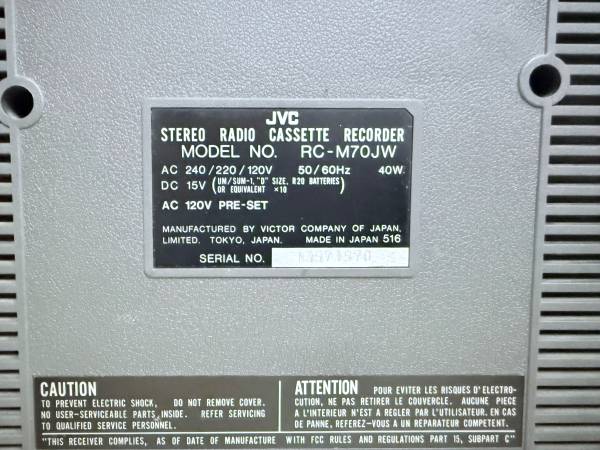 JVC
STEREO RADIO CASSETTE RECORDER
MODEL NO. RC-M70JW
AC 240/220/120V 50/60Hz 40W
DC 15V (UM/SUM-1, "D" SIZE, R20 BATTERIES
OR EQUIVALENT ×10)
AC 120V PRE-SET
MANUFACTURED BY VICTOR COMPANY OF JAPAN,
LIMITED. TOKYO, JAPAN. MADE IN JAPAN 516
SERIAL NO.
CAUTION
TO PREVENT ELECTRIC SHOCK, DO NOT REMOVE COVER.
NO USER-SERVICEABLE PARTS INSIDE. REFER SERVICING
TO QUALIFIED SERVICE PERSONNEL.
ATTENTION POUR EVITER LES RISQUES D'ELECTRO-
CUTION, NE PAS RETIRER LE COUVERCLE. AUCUNE PIECE
A L'INTERIEUR N'EST A REGLER PAR L'UTILISATEUR. EN CAS
DE PANNE, REFEREZ-VOUS A UN REPARATEUR COMPETENT.
"THIS RECEIVER COMPLIES, AS OF DATE OF MANUFACTURE WITH FCC RULES AND REGULATIONS PART 15, SUBPART C"